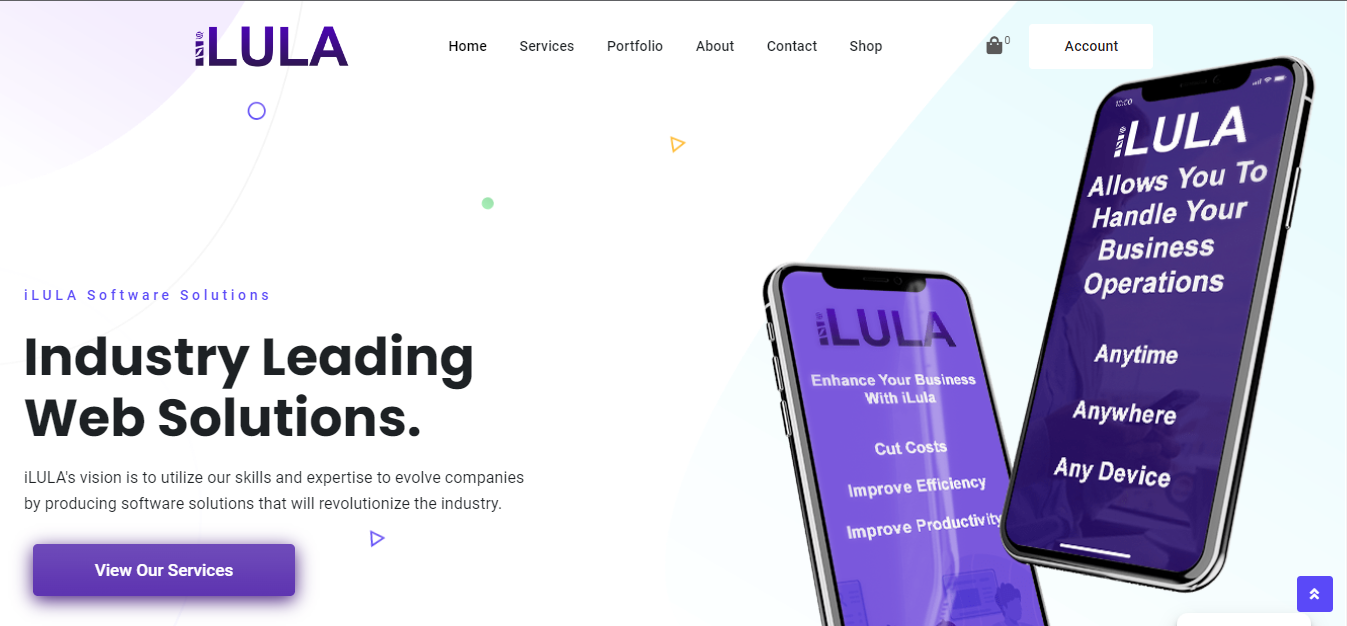 iLULA
Home
Services
Portfolio
About
Contact
Shop
0
Account
iLULA Software Solutions
Industry Leading
Web Solutions.
iLULA's vision is to utilize our skills and expertise to evolve companies
by producing software solutions that will revolutionize the industry.
View Our Services
iLULA
Enhance Your Business
With iLula
Cut Costs
Improve Efficiency
Improve Productivity
10:00
iLULA
Allows You To
Handle Your
Business
Operations
Anytime
Anywhere
Any Device